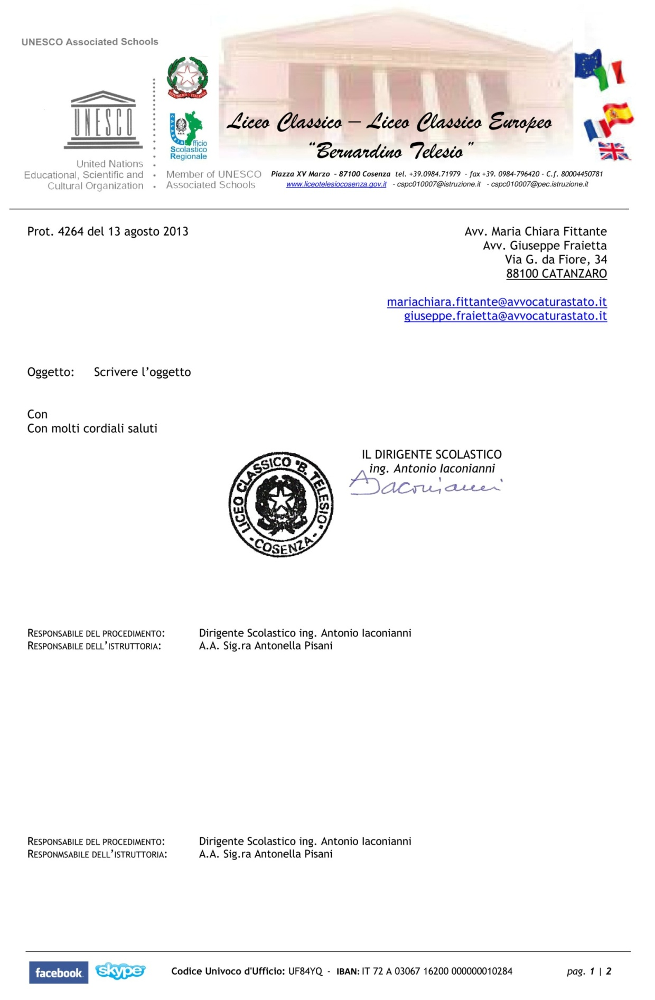 UNESCO Associated Schools
UNESCO
United Nations
Educational, Scientific and
Cultural Organization
REPVBBLICA ITALIANA
CALABRIA
Ufficio
Scolastico
Regionale
Member of UNESCO
Associated Schools
Liceo Classico – Liceo Classico Europeo
“Bernardino Telesio”
Piazza XV Marzo - 87100 Cosenza tel. +39.0984.71979 - fax +39. 0984-796420 - C.f. 80004450781
www.liceotelesiocosenza.gov.it - cspc010007@istruzione.it - cspc010007@pec.istruzione.it
Prot. 4264 del 13 agosto 2013
Avv. Maria Chiara Fittante
Avv. Giuseppe Fraietta
Via G. da Fiore, 34
88100 CATANZARO
mariachiara.fittante@avvocaturastato.it
giuseppe.fraietta@avvocaturastato.it
Oggetto: Scrivere l’oggetto
Con
Con molti cordiali saluti
IL DIRIGENTE SCOLASTICO
ing. Antonio Iaconianni
A Iaconianni
LICEO CLASSICO "B. TELESIO" - COSENZA -
RESPONSABILE DEL PROCEDIMENTO: Dirigente Scolastico ing. Antonio Iaconianni
RESPONSABILE DELL’ISTRUTTORIA: A.A. Sig.ra Antonella Pisani
RESPONSABILE DEL PROCEDIMENTO: Dirigente Scolastico ing. Antonio Iaconianni
RESPONMSABILE DELL’ISTRUTTORIA: A.A. Sig.ra Antonella Pisani
facebook
skype
Codice Univoco d'Ufficio: UF84YQ - IBAN: IT 72 A 03067 16200 000000010284
pag. 1 | 2